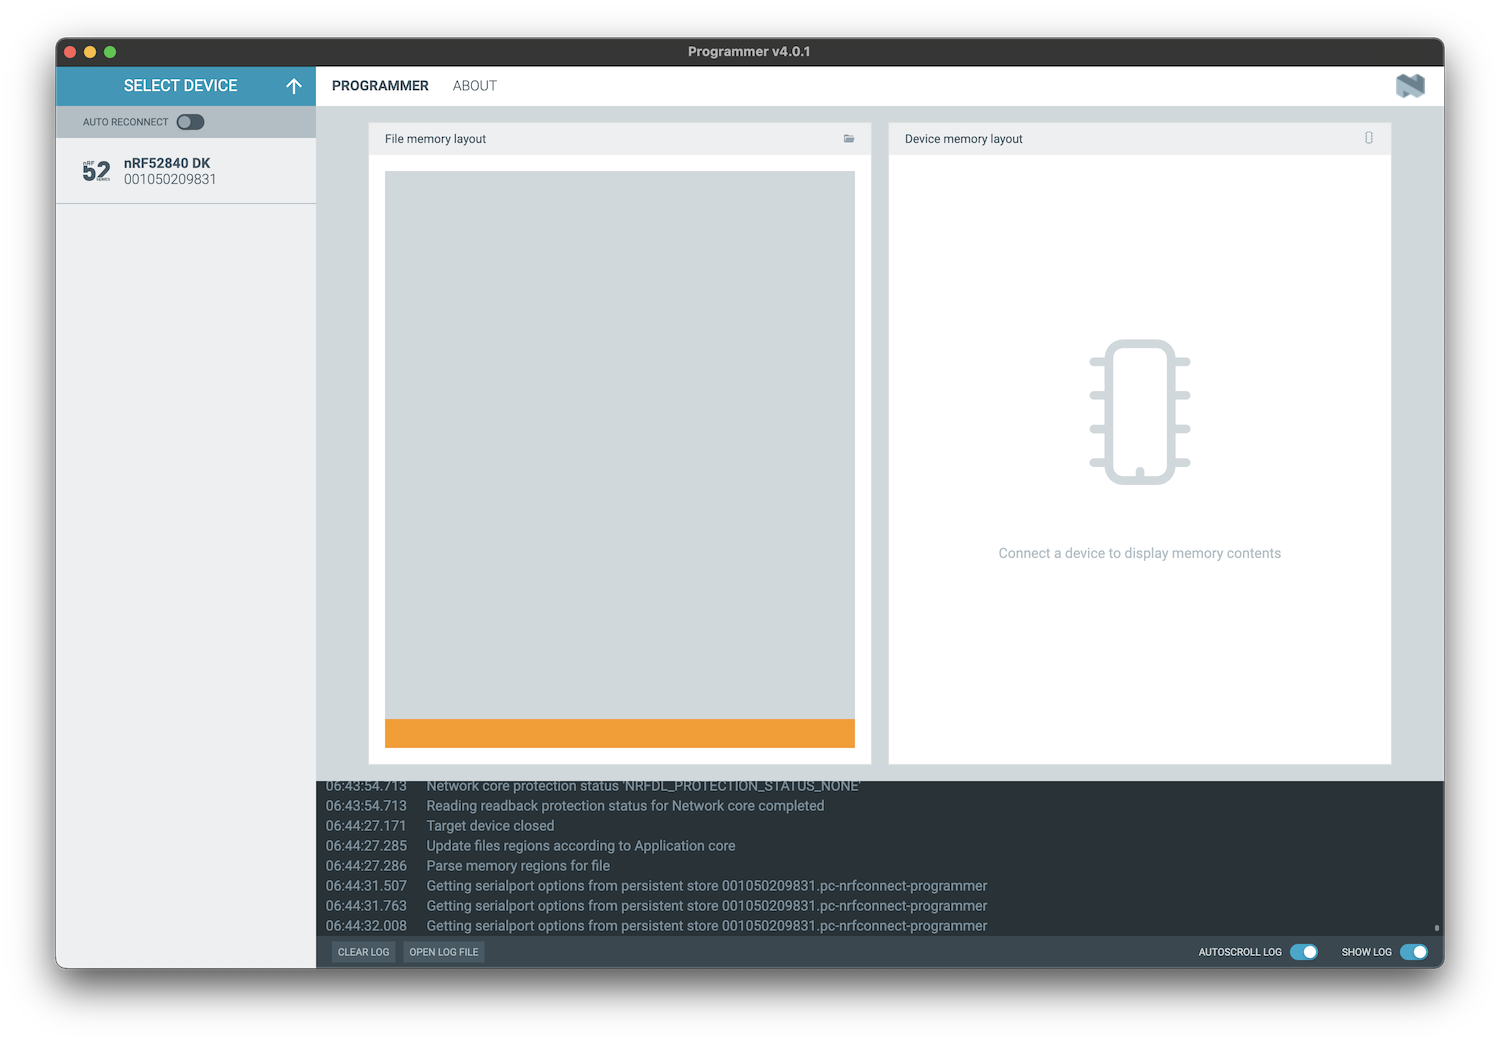 Programmer v4.0.1
SELECT DEVICE
PROGRAMMER
ABOUT
AUTO RECONNECT
nRF
52
SERIES
nRF52840 DK
001050209831
File memory layout
Device memory layout
Connect a device to display memory contents
06:43:54.713 Network core protection status 'NRFDL_PROTECTION_STATUS_NONE'
06:43:54.713 Reading readback protection status for Network core completed
06:44:27.171 Target device closed
06:44:27.285 Update files regions according to Application core
06:44:27.286 Parse memory regions for file
06:44:31.507 Getting serialport options from persistent store 001050209831.pc-nrfconnect-programmer
06:44:31.763 Getting serialport options from persistent store 001050209831.pc-nrfconnect-programmer
06:44:32.008 Getting serialport options from persistent store 001050209831.pc-nrfconnect-programmer
CLEAR LOG
OPEN LOG FILE
AUTOSCROLL LOG
SHOW LOG